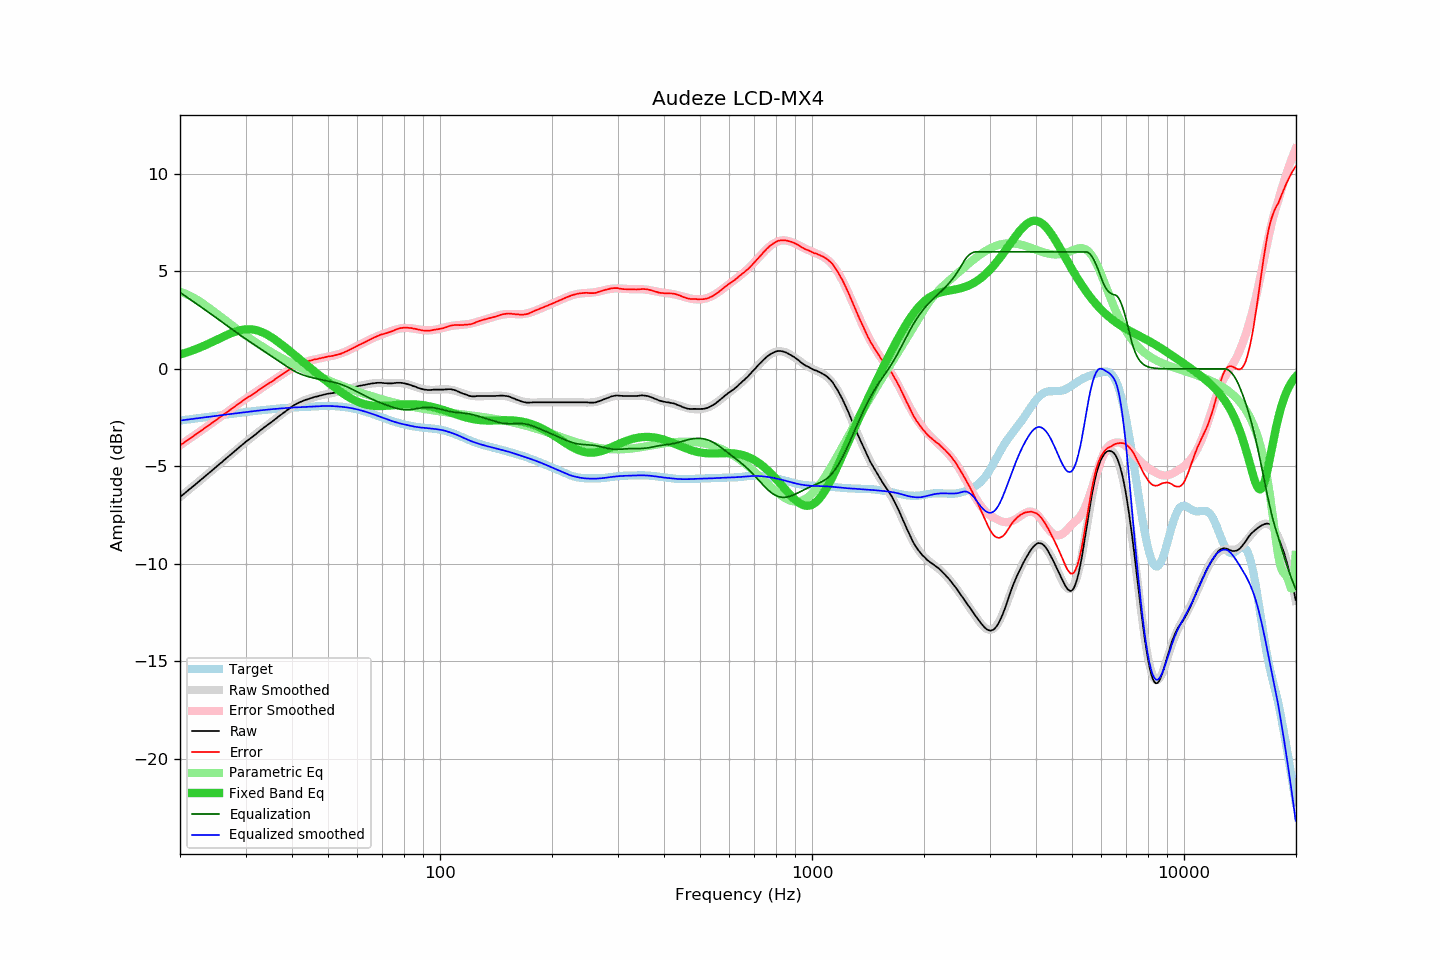 Audeze LCD-MX4
10
5
0
−5
−10
−15
−20
Amplitude (dBr)
Target
Raw Smoothed
Error Smoothed
Raw
Error
Parametric Eq
Fixed Band Eq
Equalization
Equalized smoothed
100
1000
10000
Frequency (Hz)